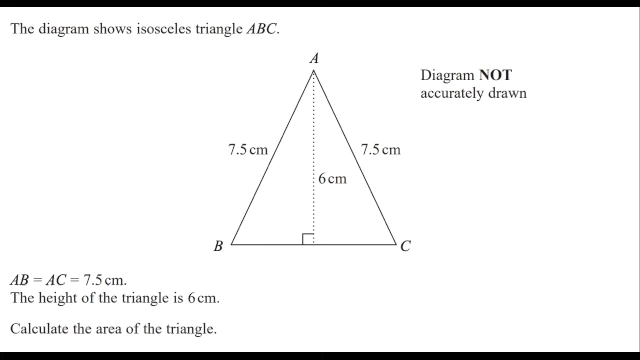 The diagram shows isosceles triangle ABC.
A
Diagram NOT
accurately drawn
7.5 cm
7.5 cm
6 cm
B
C
AB = AC = 7.5 cm.
The height of the triangle is 6 cm.
Calculate the area of the triangle.